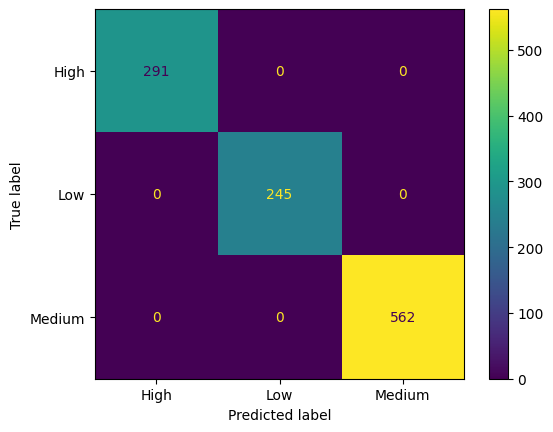 High 291 0 0
Low 0 245 0
Medium 0 0 562
High Low Medium
Predicted label
True label
500
400
300
200
100
0